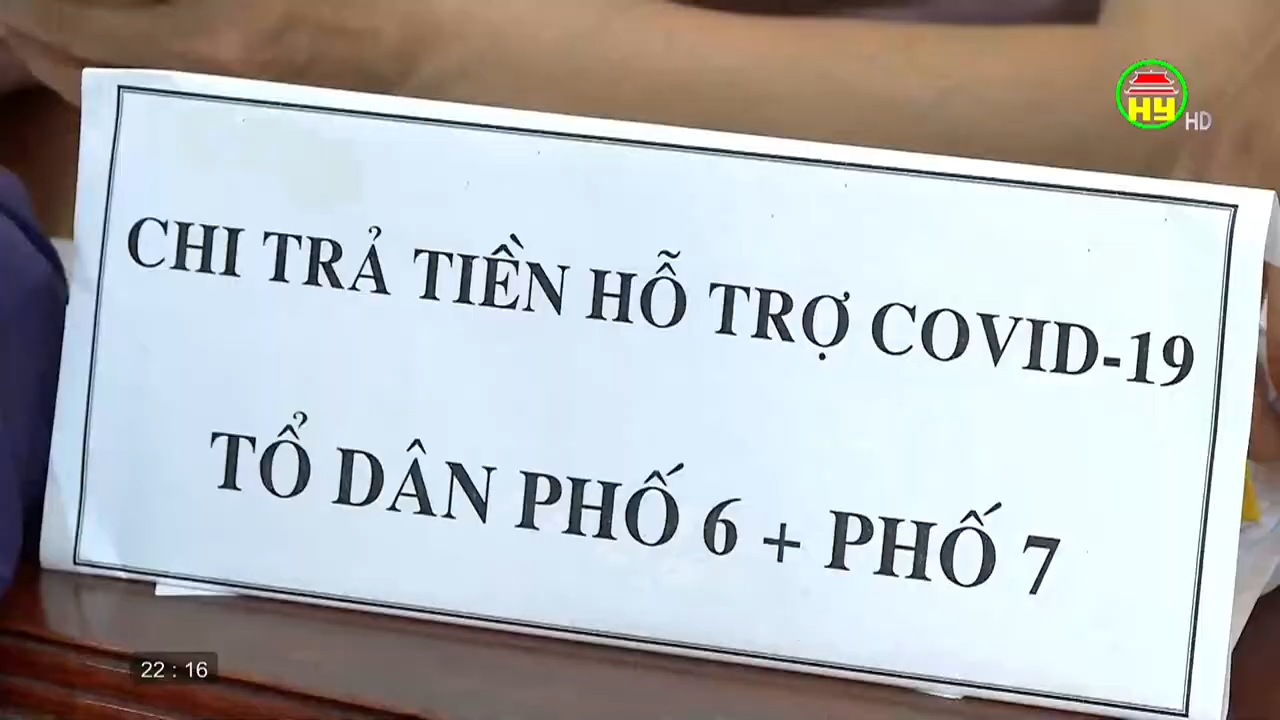 HY HD
CHI TRẢ TIỀN HỖ TRỢ COVID-19
TỔ DÂN PHỐ 6 + PHỐ 7
22 : 16